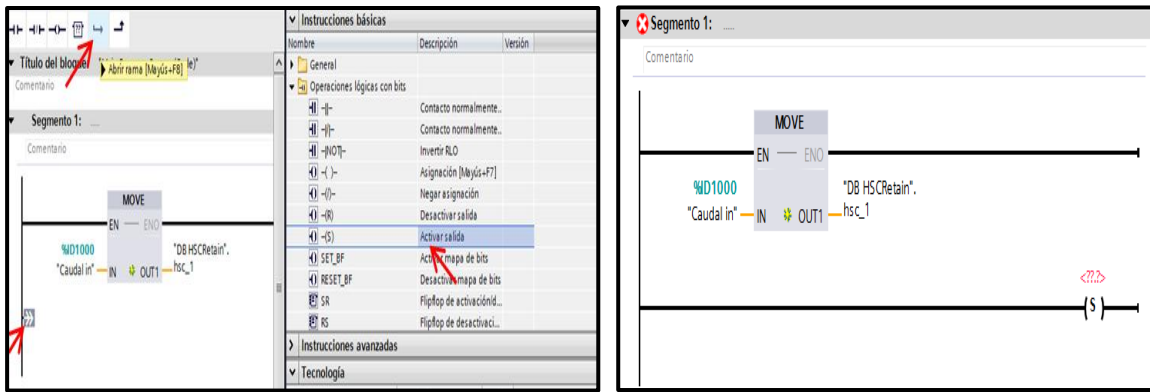 Título del bloque:
Abrir rama [Mayús+F8]
Comentario
Segmento 1: .....
Comentario
MOVE
EN ENO
%ID1000
"Caudal in" IN OUT1
"DB HSCRetain".
hsc_1
Instrucciones básicas
Nombre Descripción Versión
General
Operaciones lógicas con bits
-||- Contacto normalmente..
-|/|- Contacto normalmente..
-|NOT|- Invertir RLO
-( )- Asignación [Mayús+F7]
-(/)- Negar asignación
-(R) Desactivar salida
-(S) Activar salida
SET_BF Activar mapa de bits
RESET_BF Desactivar mapa de bits
SR Flipflop de activación/d...
RS Flipflop de desactivaci...
Instrucciones avanzadas
Tecnología
Segmento 1: .....
Comentario
MOVE
EN ENO
%ID1000
"Caudal in" IN OUT1
"DB HSCRetain".
hsc_1
<??.?>
( S )